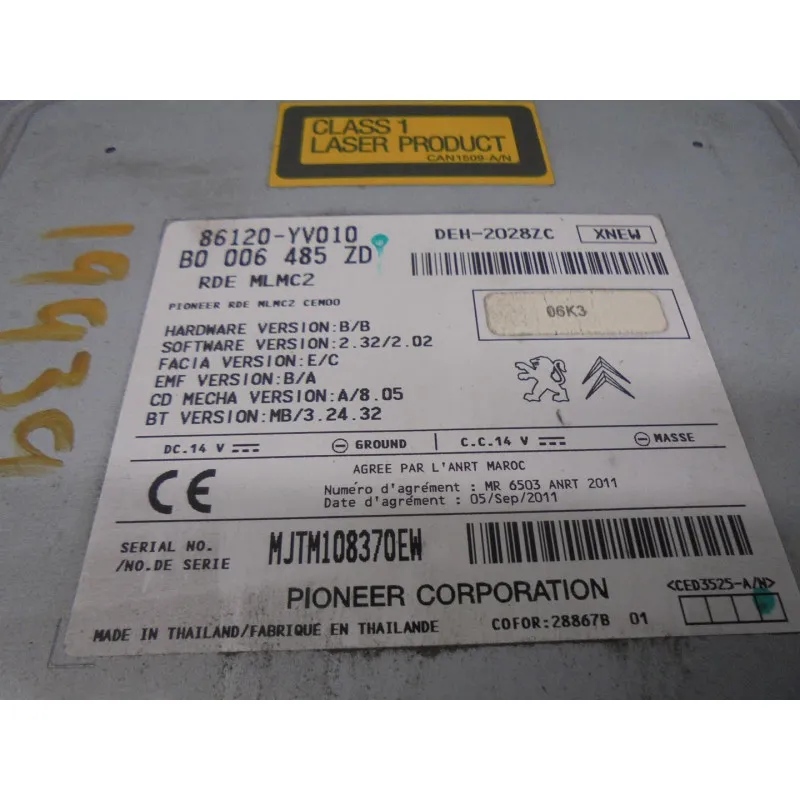 CLASS 1
LASER PRODUCT
CAN1509-A/N
19939
86120-YV010
B0 006 485 ZD
DEH-2028ZC XNEW
RDE MLMC2
PIONEER RDE MLMC2 CEM00
06K3
HARDWARE VERSION:B/B
SOFTWARE VERSION:2.32/2.02
FACIA VERSION:E/C
EMF VERSION:B/A
CD MECHA VERSION:A/8.05
BT VERSION:MB/3.24.32
DC.14 V GROUND C.C.14 V MASSE
CE
AGREE PAR L'ANRT MAROC
Numéro d'agrément : MR 6503 ANRT 2011
Date d'agrément : 05/Sep/2011
SERIAL NO.
/NO.DE SERIE
MJTM108370EW
PIONEER CORPORATION
<CED3525-A/N>
MADE IN THAILAND/FABRIQUÉ EN THAILANDE
COFOR:28867B 01